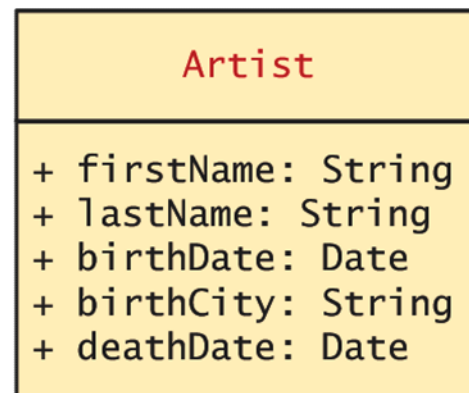 Artist
+ firstName: String
+ lastName: String
+ birthDate: Date
+ birthCity: String
+ deathDate: Date